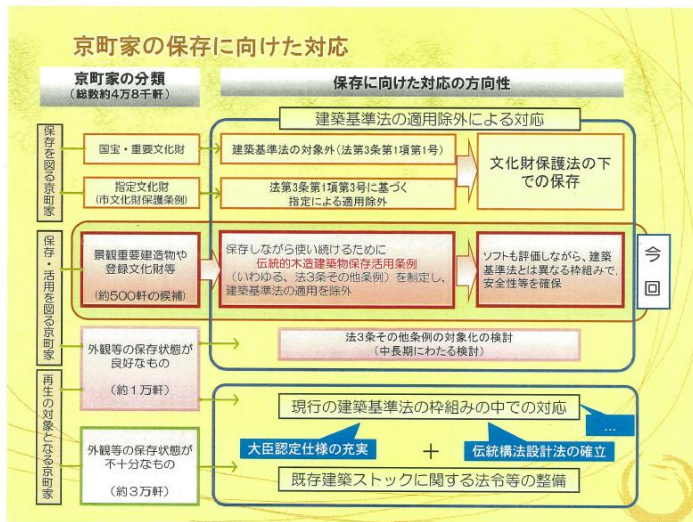 京町家の保存に向けた対応
京町家の分類
(総数約4万8千軒)
保存に向けた対応の方向性
建築基準法の適用除外による対応
保存を図る京町家
国宝・重要文化財
建築基準法の対象外(法第3条第1項第1号)
文化財保護法の下
での保存
指定文化財
(市文化財保護条例)
法第3条第1項第3号に基づく
指定による適用除外
保存・活用を図る京町家
景観重要建造物や
登録文化財等
(約500軒の候補)
保存しながら使い続けるために
伝統的木造建築物保存活用条例
(いわゆる、法3条その他条例)を制定し、
建築基準法の適用を除外
ソフトも評価しながら、建築
基準法とは異なる枠組みで、
安全性等を確保
今回
外観等の保存状態が
良好なもの
(約1万軒)
法3条その他条例の対象化の検討
(中長期にわたる検討)
再生の対象となる京町家
現行の建築基準法の枠組みの中での対応
…
大臣認定仕様の充実
+
伝統構法設計法の確立
外観等の保存状態が
不十分なもの
(約3万軒)
既存建築ストックに関する法令等の整備